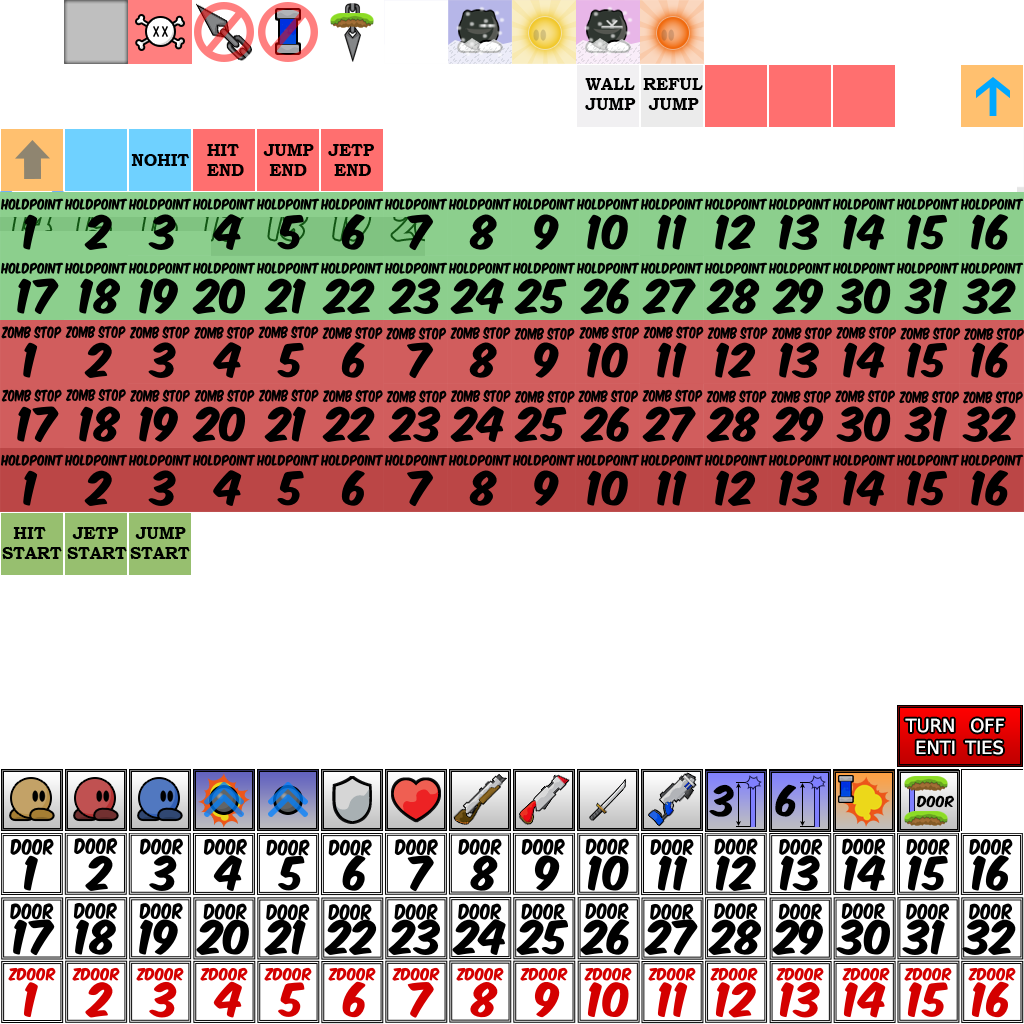 WALL REFUL
JUMP JUMP
NOHIT HIT JUMP JETP
END END END
HOLDPOINT HOLDPOINT HOLDPOINT HOLDPOINT HOLDPOINT HOLDPOINT HOLDPOINT HOLDPOINT HOLDPOINT HOLDPOINT HOLDPOINT HOLDPOINT HOLDPOINT HOLDPOINT HOLDPOINT HOLDPOINT
1 2 3 4 5 6 7 8 9 10 11 12 13 14 15 16
HOLDPOINT HOLDPOINT HOLDPOINT HOLDPOINT HOLDPOINT HOLDPOINT HOLDPOINT HOLDPOINT HOLDPOINT HOLDPOINT HOLDPOINT HOLDPOINT HOLDPOINT HOLDPOINT HOLDPOINT HOLDPOINT
17 18 19 20 21 22 23 24 25 26 27 28 29 30 31 32
ZOMB STOP ZOMB STOP ZOMB STOP ZOMB STOP ZOMB STOP ZOMB STOP ZOMB STOP ZOMB STOP ZOMB STOP ZOMB STOP ZOMB STOP ZOMB STOP ZOMB STOP ZOMB STOP ZOMB STOP ZOMB STOP
1 2 3 4 5 6 7 8 9 10 11 12 13 14 15 16
ZOMB STOP ZOMB STOP ZOMB STOP ZOMB STOP ZOMB STOP ZOMB STOP ZOMB STOP ZOMB STOP ZOMB STOP ZOMB STOP ZOMB STOP ZOMB STOP ZOMB STOP ZOMB STOP ZOMB STOP ZOMB STOP
17 18 19 20 21 22 23 24 25 26 27 28 29 30 31 32
HOLDPOINT HOLDPOINT HOLDPOINT HOLDPOINT HOLDPOINT HOLDPOINT HOLDPOINT HOLDPOINT HOLDPOINT HOLDPOINT HOLDPOINT HOLDPOINT HOLDPOINT HOLDPOINT HOLDPOINT HOLDPOINT
1 2 3 4 5 6 7 8 9 10 11 12 13 14 15 16
HIT JETP JUMP
START START START
TURN OFF
ENTI TIES
3 6 DOOR
DOOR DOOR DOOR DOOR DOOR DOOR DOOR DOOR DOOR DOOR DOOR DOOR DOOR DOOR DOOR DOOR
1 2 3 4 5 6 7 8 9 10 11 12 13 14 15 16
DOOR DOOR DOOR DOOR DOOR DOOR DOOR DOOR DOOR DOOR DOOR DOOR DOOR DOOR DOOR DOOR
17 18 19 20 21 22 23 24 25 26 27 28 29 30 31 32
ZDOOR ZDOOR ZDOOR ZDOOR ZDOOR ZDOOR ZDOOR ZDOOR ZDOOR ZDOOR ZDOOR ZDOOR ZDOOR ZDOOR ZDOOR ZDOOR
1 2 3 4 5 6 7 8 9 10 11 12 13 14 15 16